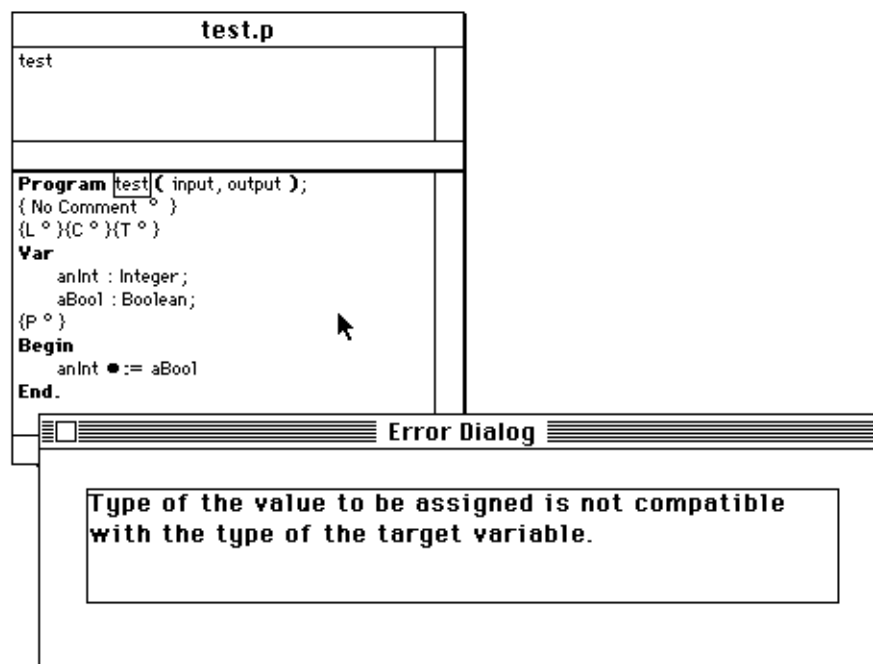 test.p
test
Program test ( input, output );
{ No Comment ° }
{L ° }{C ° }{T ° }
Var
anInt : Integer;
aBool : Boolean;
{P ° }
Begin
anInt ● := aBool
End.
Error Dialog
Type of the value to be assigned is not compatible
with the type of the target variable.